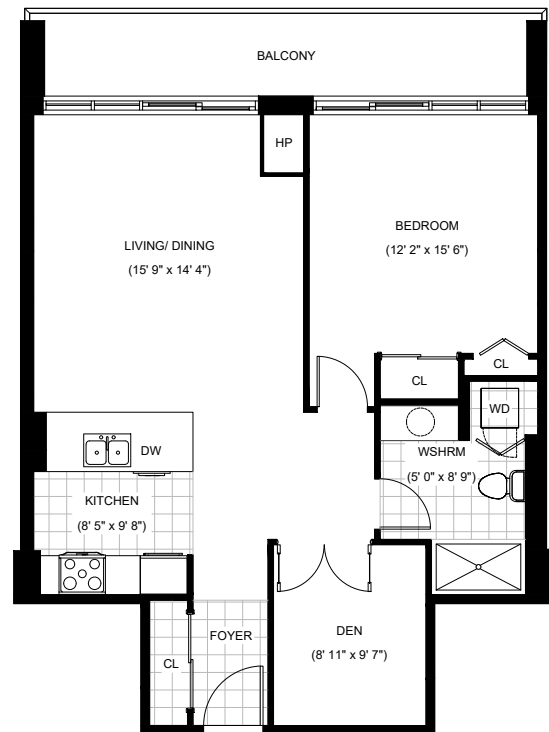 BALCONY
HP
LIVING/ DINING
(15' 9" x 14' 4")
BEDROOM
(12' 2" x 15' 6")
CL
CL
WD
DW
WSHRM
(5' 0" x 8' 9")
KITCHEN
(8' 5" x 9' 8")
FOYER
CL
DEN
(8' 11" x 9' 7")